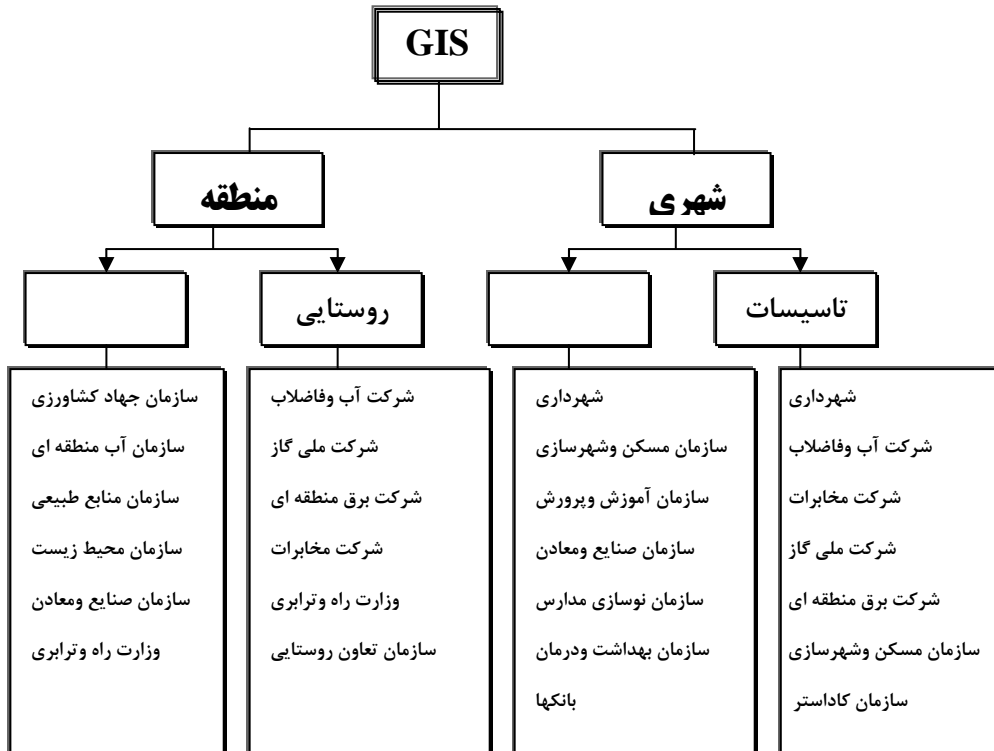 GIS
شهری
منطقه
تاسیسات
روستایی
شهرداری
شرکت آب وفاضلاب
شرکت مخابرات
شرکت ملی گاز
شرکت برق منطقه ای
سازمان مسکن وشهرسازی
سازمان کاداستر
شهرداری
سازمان مسکن وشهرسازی
سازمان آموزش وپرورش
سازمان صنایع ومعادن
سازمان نوسازی مدارس
سازمان بهداشت ودرمان
بانکها
شرکت آب وفاضلاب
شرکت ملی گاز
شرکت برق منطقه ای
شرکت مخابرات
وزارت راه وترابری
سازمان تعاون روستایی
سازمان جهاد کشاورزی
سازمان آب منطقه ای
سازمان منابع طبیعی
سازمان محیط زیست
سازمان صنایع ومعادن
وزارت راه وترابری